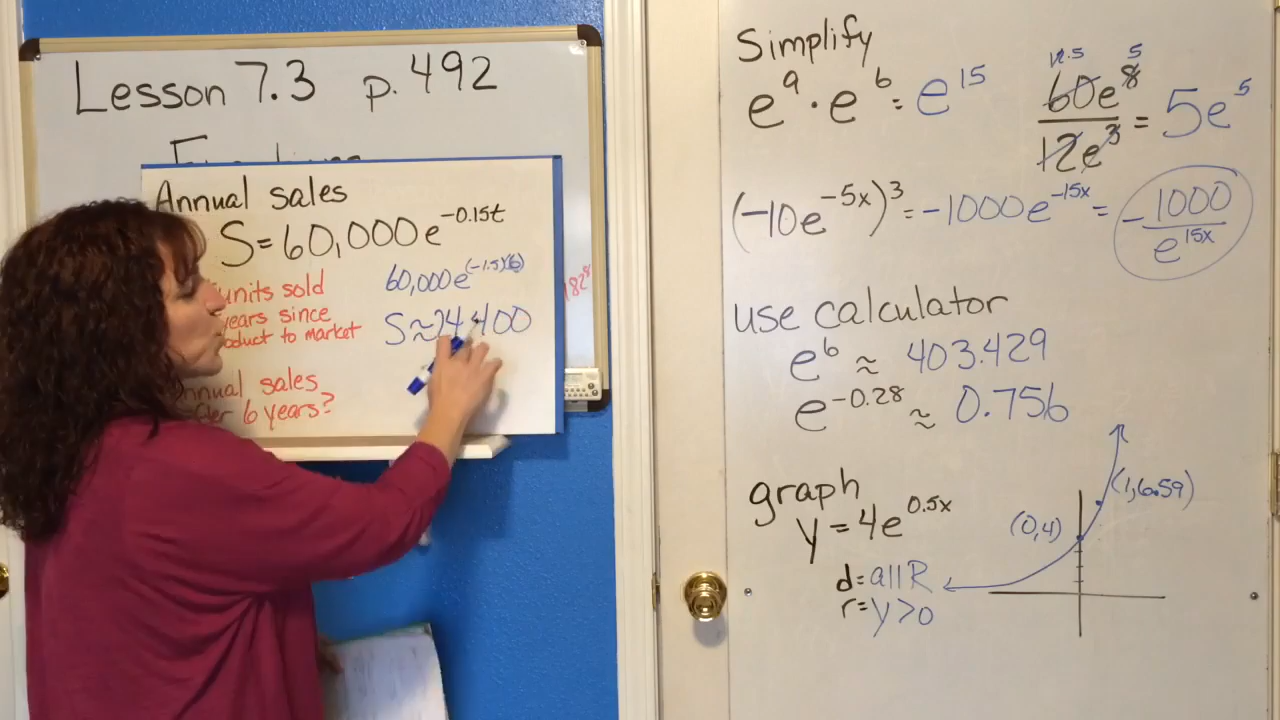 Lesson 7.3 p. 492
Annual sales
S = 60,000e^-0.15t
units sold
years since
product to market
60,000e^(-1.5)(6)
S ≈ 24,400
Annual sales
after 6 years?
Simplify
e^9 · e^6 = e^15
60e^8 / 12e^3 = 5e^5
(-10e^-5x)^3 = -1000e^-15x = -1000/e^15x
use calculator
e^6 ≈ 403.429
e^-0.28 ≈ 0.756
graph
y = 4e^0.5x
d = all R
r = y > 0
(0,4)
(1,6.59)